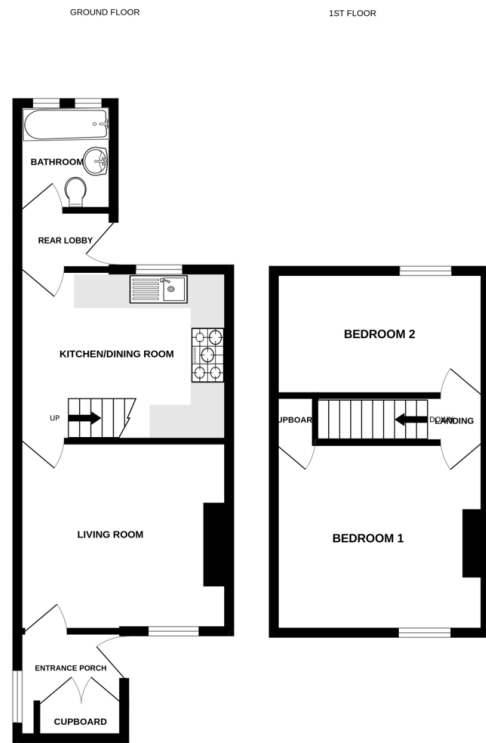 GROUND FLOOR
1ST FLOOR
BATHROOM
REAR LOBBY
KITCHEN/DINING ROOM
UP
LIVING ROOM
ENTRANCE PORCH
CUPBOARD
BEDROOM 2
UPBOAR
DOWN
LANDING
BEDROOM 1